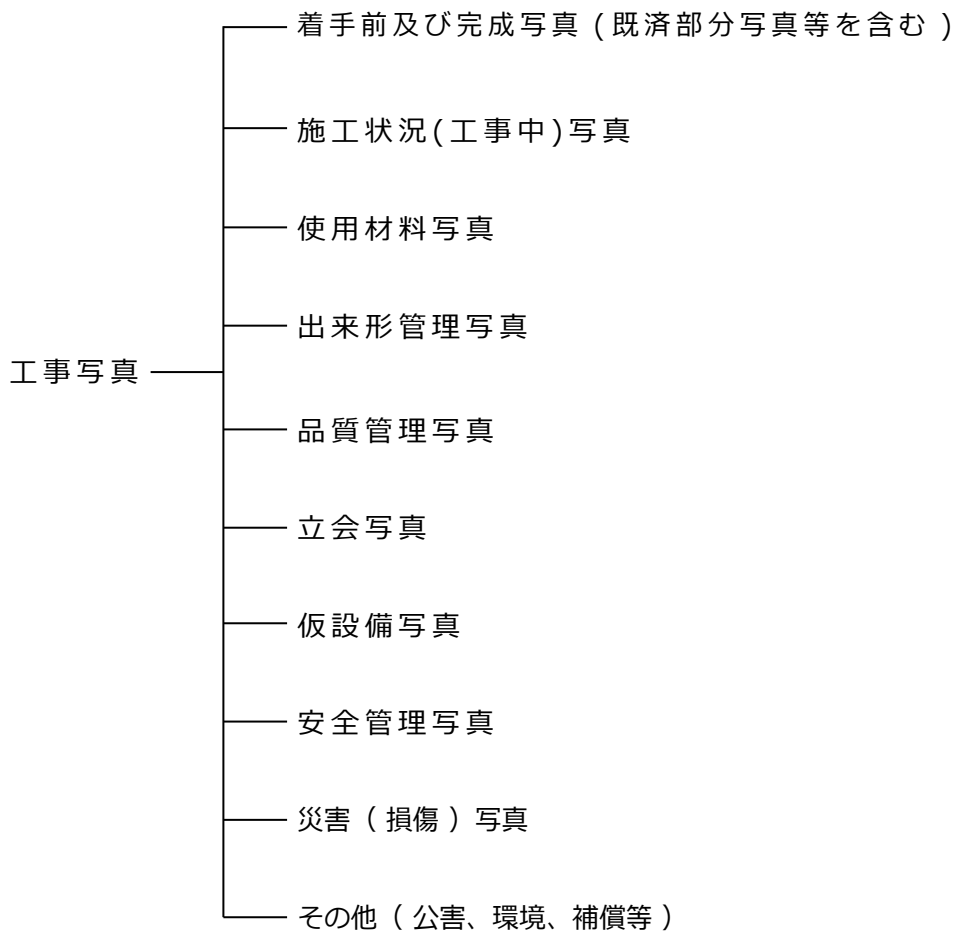 着手前及び完成写真 (既済部分写真等を含む )
施工状況(工事中)写真
使用材料写真
出来形管理写真
工事写真
品質管理写真
立会写真
仮設備写真
安全管理写真
災害（損傷）写真
その他（公害、環境、補償等）